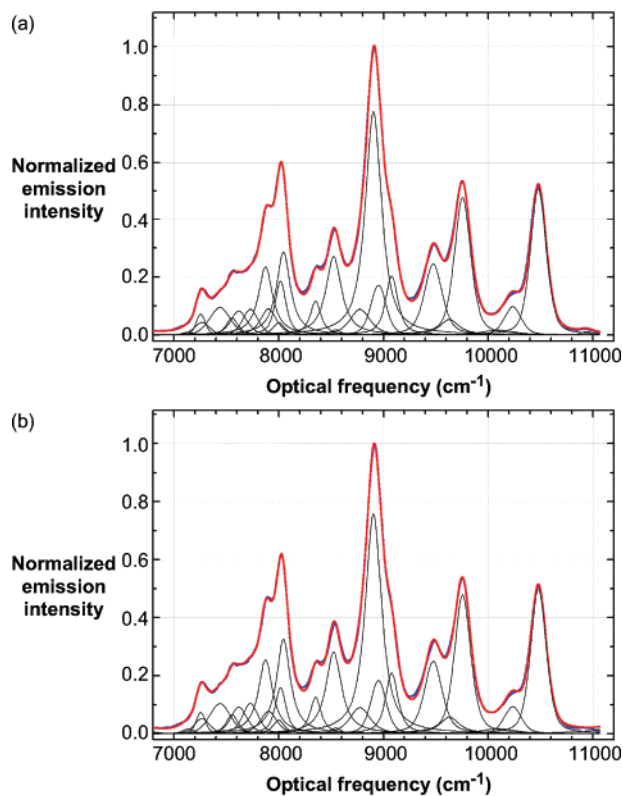 (a)
1.0
0.8
0.6
0.4
0.2
0.0
Normalized
emission
intensity
7000 8000 9000 10000 11000
Optical frequency (cm-1)
(b)
1.0
0.8
0.6
0.4
0.2
0.0
Normalized
emission
intensity
7000 8000 9000 10000 11000
Optical frequency (cm-1)